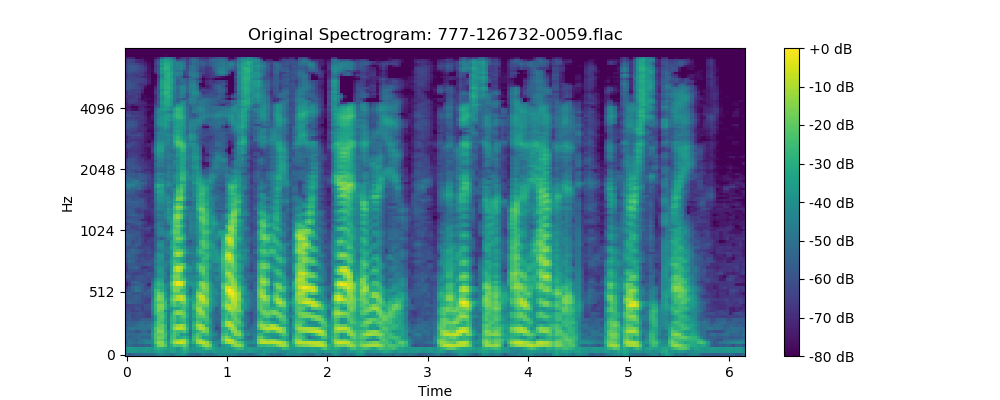 Original Spectrogram: 777-126732-0059.flac
Hz
4096
2048
1024
512
0
0 1 2 3 4 5 6
Time
+0 dB
-10 dB
-20 dB
-30 dB
-40 dB
-50 dB
-60 dB
-70 dB
-80 dB